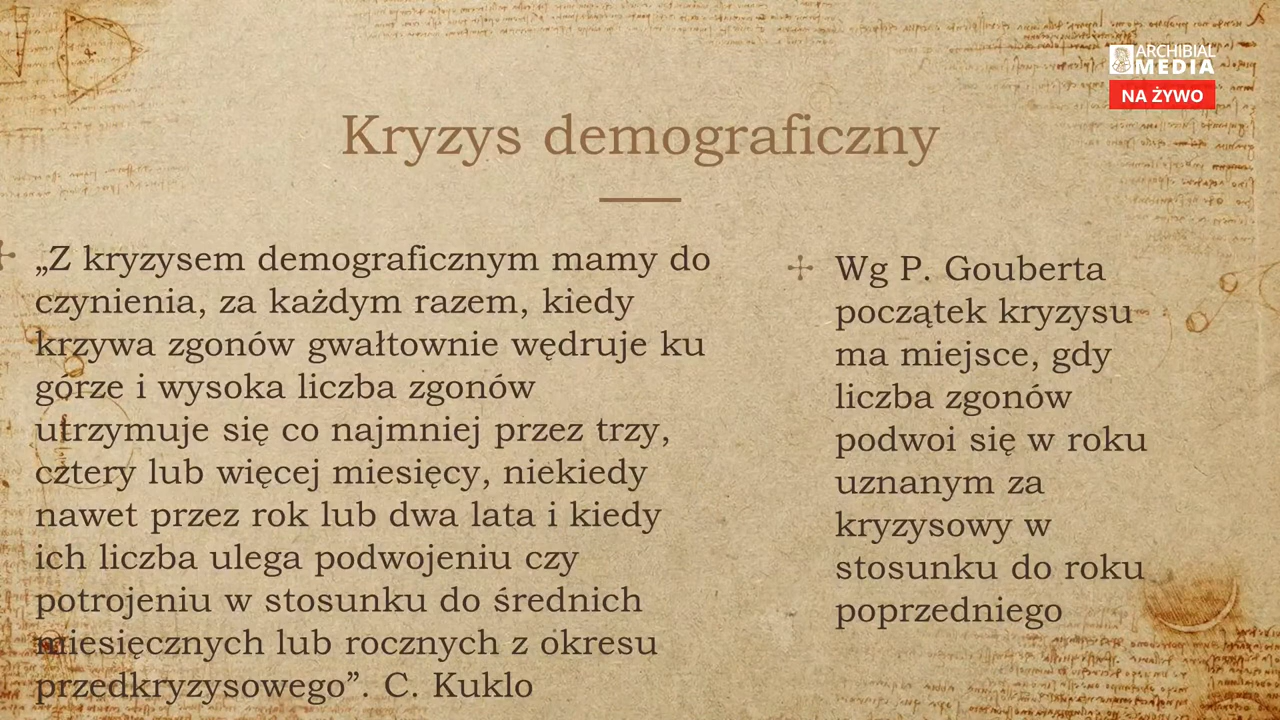 ARCHIBIAL
MEDIA
NA ŻYWO
Kryzys demograficzny
„Z kryzysem demograficznym mamy do
czynienia, za każdym razem, kiedy
krzywa zgonów gwałtownie wędruje ku
górze i wysoka liczba zgonów
utrzymuje się co najmniej przez trzy,
cztery lub więcej miesięcy, niekiedy
nawet przez rok lub dwa lata i kiedy
ich liczba ulega podwojeniu czy
potrojeniu w stosunku do średnich
miesięcznych lub rocznych z okresu
przedkryzysowego”. C. Kuklo
Wg P. Gouberta
początek kryzysu
ma miejsce, gdy
liczba zgonów
podwoi się w roku
uznanym za
kryzysowy w
stosunku do roku
poprzedniego